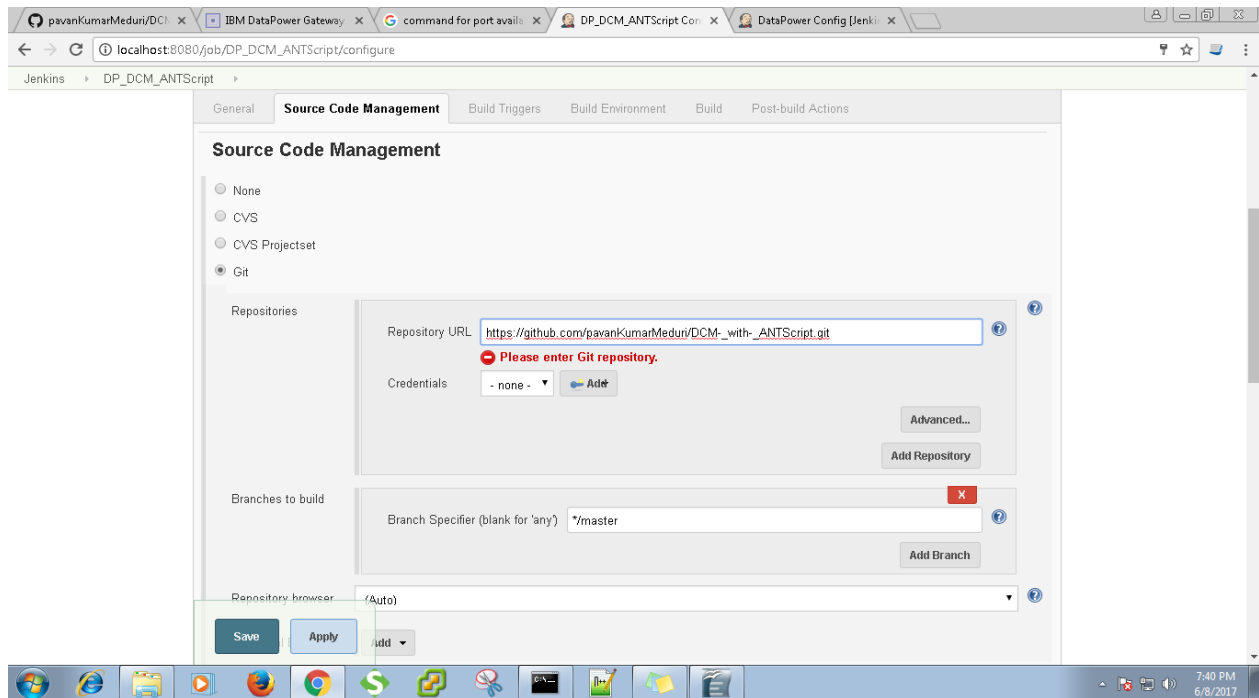 pavanKumarMeduri/DCM
IBM DataPower Gateway
command for port availa
DP_DCM_ANTScript Con
DataPower Config [Jenki
localhost:8080/job/DP_DCM_ANTScript/configure
Jenkins
DP_DCM_ANTScript
General
Source Code Management
Build Triggers
Build Environment
Build
Post-build Actions
Source Code Management
None
CVS
CVS Projectset
Git
Repositories
Repository URL
https://github.com/pavanKumarMeduri/DCM-_with-_ANTScript.git
Please enter Git repository.
Credentials
- none -
Add
Advanced...
Add Repository
Branches to build
X
Branch Specifier (blank for 'any')
*/master
Add Branch
Repository browser
(Auto)
Save
Apply
Add
7:40 PM
6/8/2017